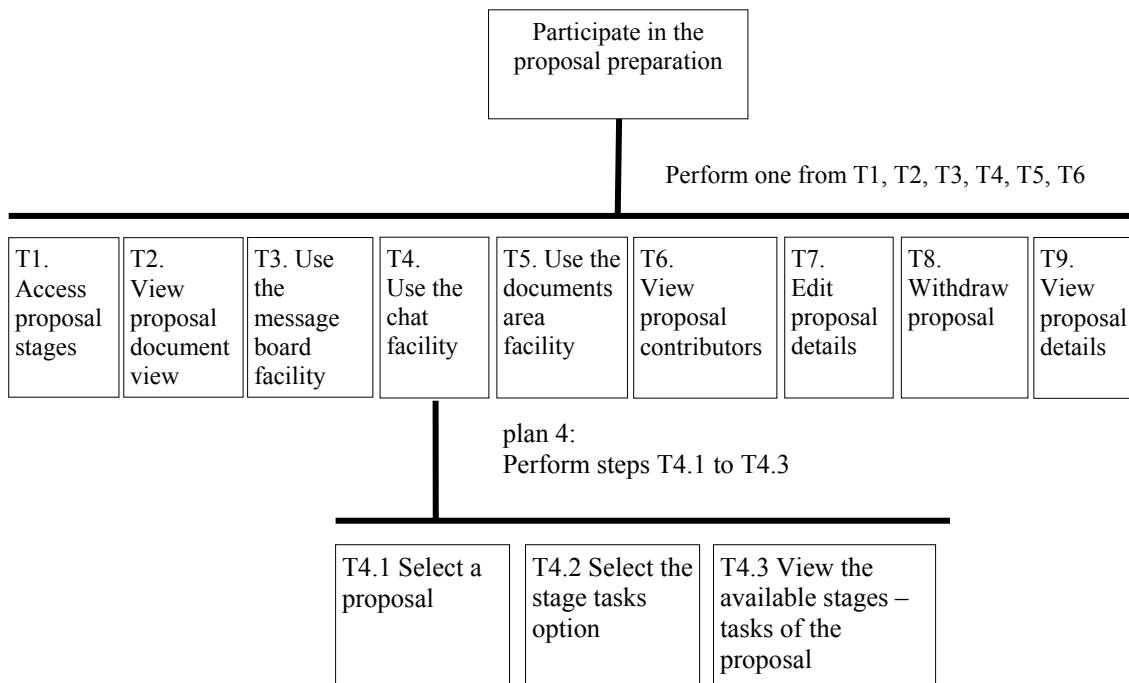 Participate in the
proposal preparation
Perform one from T1, T2, T3, T4, T5, T6
T1.
Access
proposal
stages
T2.
View
proposal
document
view
T3. Use
the
message
board
facility
T4.
Use the
chat
facility
T5. Use the
documents
area
facility
T6.
View
proposal
contributors
T7.
Edit
proposal
details
T8.
Withdraw
proposal
T9.
View
proposal
details
plan 4:
Perform steps T4.1 to T4.3
T4.1 Select a
proposal
T4.2 Select the
stage tasks
option
T4.3 View the
available stages –
tasks of the
proposal